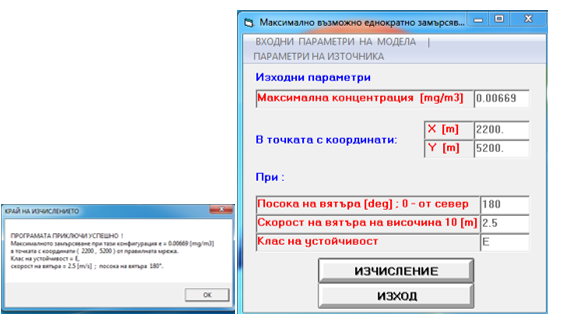 КРАЙ НА ИЗЧИСЛЕНИЕТО
ПРОГРАМАТА ПРИКЛЮЧИ УСПЕШНО !
Максималното замърсяване при тази конфигурация е = 0.00669 [mg/m3]
в точката с координати ( 2200 , 5200 ) от правилната мрежа.
Клас на устойчивост = E,
скорост на вятъра = 2.5 [m/s] ; посока на вятъра 180°.
OK
Максимално възможно еднократно замърсяв...
ВХОДНИ ПАРАМЕТРИ НА МОДЕЛА |
ПАРАМЕТРИ НА ИЗТОЧНИКА
Изходни параметри
Максимална концентрация [mg/m3] 0.00669
В точката с координати:
X [m] 2200.
Y [m] 5200.
При :
Посока на вятъра [deg] ; 0 - от север 180
Скорост на вятъра на височина 10 [m] 2.5
Клас на устойчивост E
ИЗЧИСЛЕНИЕ
ИЗХОД